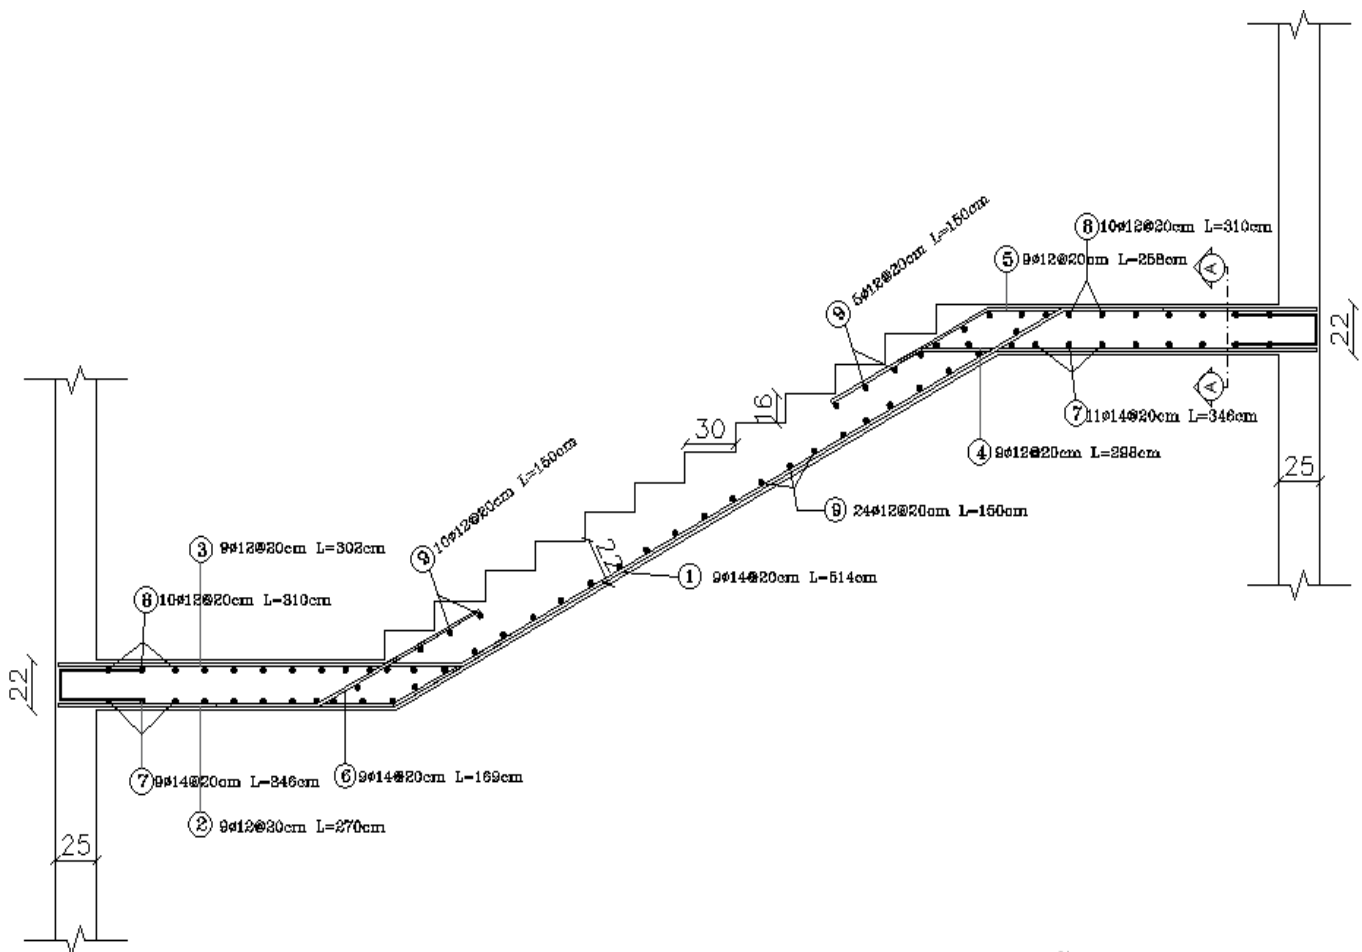 8 10ø12@20cm L=310cm
5 9ø12@20cm L=258cm
9 5ø12@20cm L=150cm
A
22
A
16
30
7 11ø14@20cm L=346cm
4 9ø12@20cm L=298cm
25
9 24ø12@20cm L=150cm
9 10ø12@20cm L=150cm
22
3 9ø12@20cm L=302cm
1 9ø14@20cm L=514cm
8 10ø12@20cm L=310cm
22
7 9ø14@20cm L=346cm
6 9ø14@20cm L=169cm
2 9ø12@20cm L=270cm
25